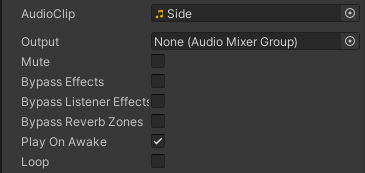 AudioClip Side
Output None (Audio Mixer Group)
Mute
Bypass Effects
Bypass Listener Effects
Bypass Reverb Zones
Play On Awake
Loop